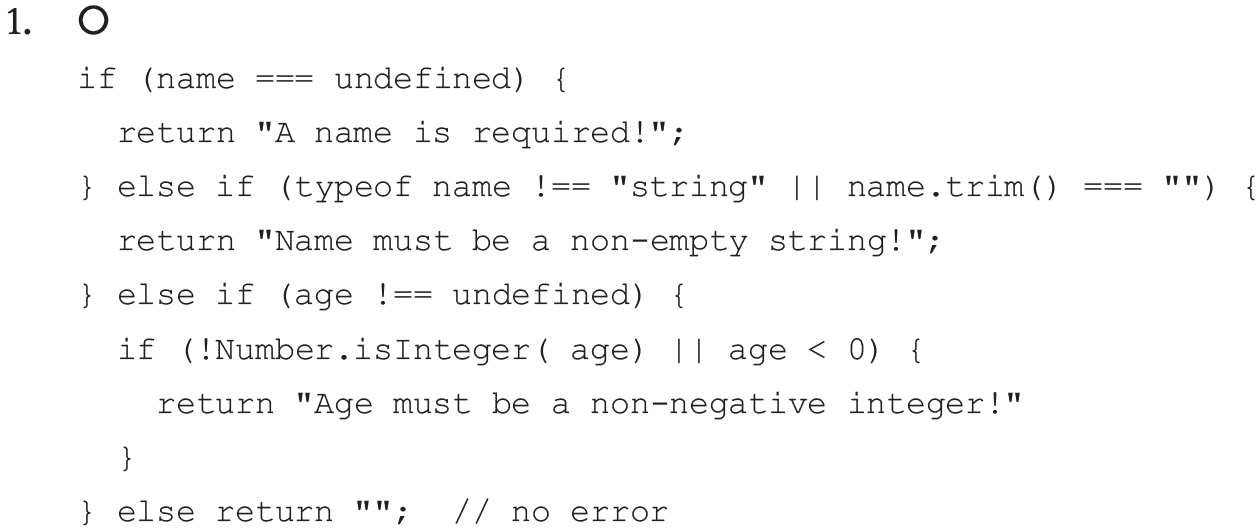 1. O
if (name === undefined) {
  return "A name is required!";
} else if (typeof name !== "string" || name.trim() === "") {
  return "Name must be a non-empty string!";
} else if (age !== undefined) {
  if (!Number.isInteger( age) || age < 0) {
    return "Age must be a non-negative integer!"
  }
} else return "";  // no error